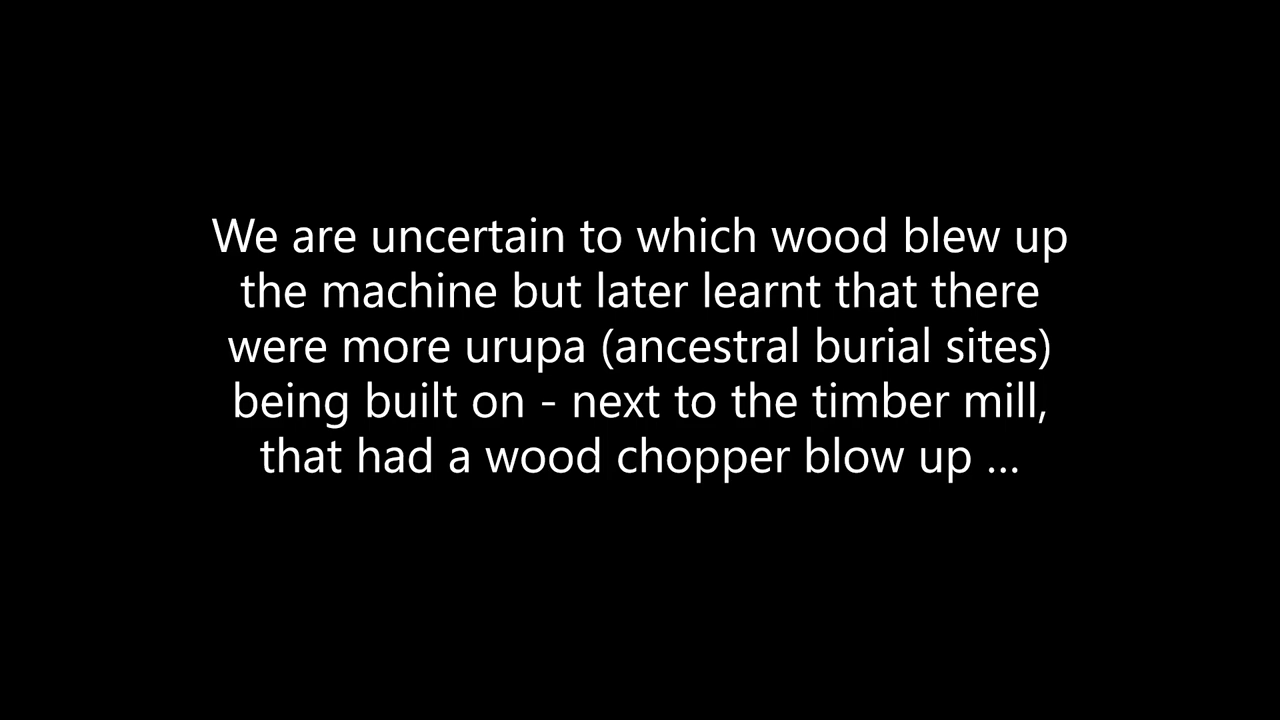 We are uncertain to which wood blew up
the machine but later learnt that there
were more urupa (ancestral burial sites)
being built on - next to the timber mill,
that had a wood chopper blow up ...